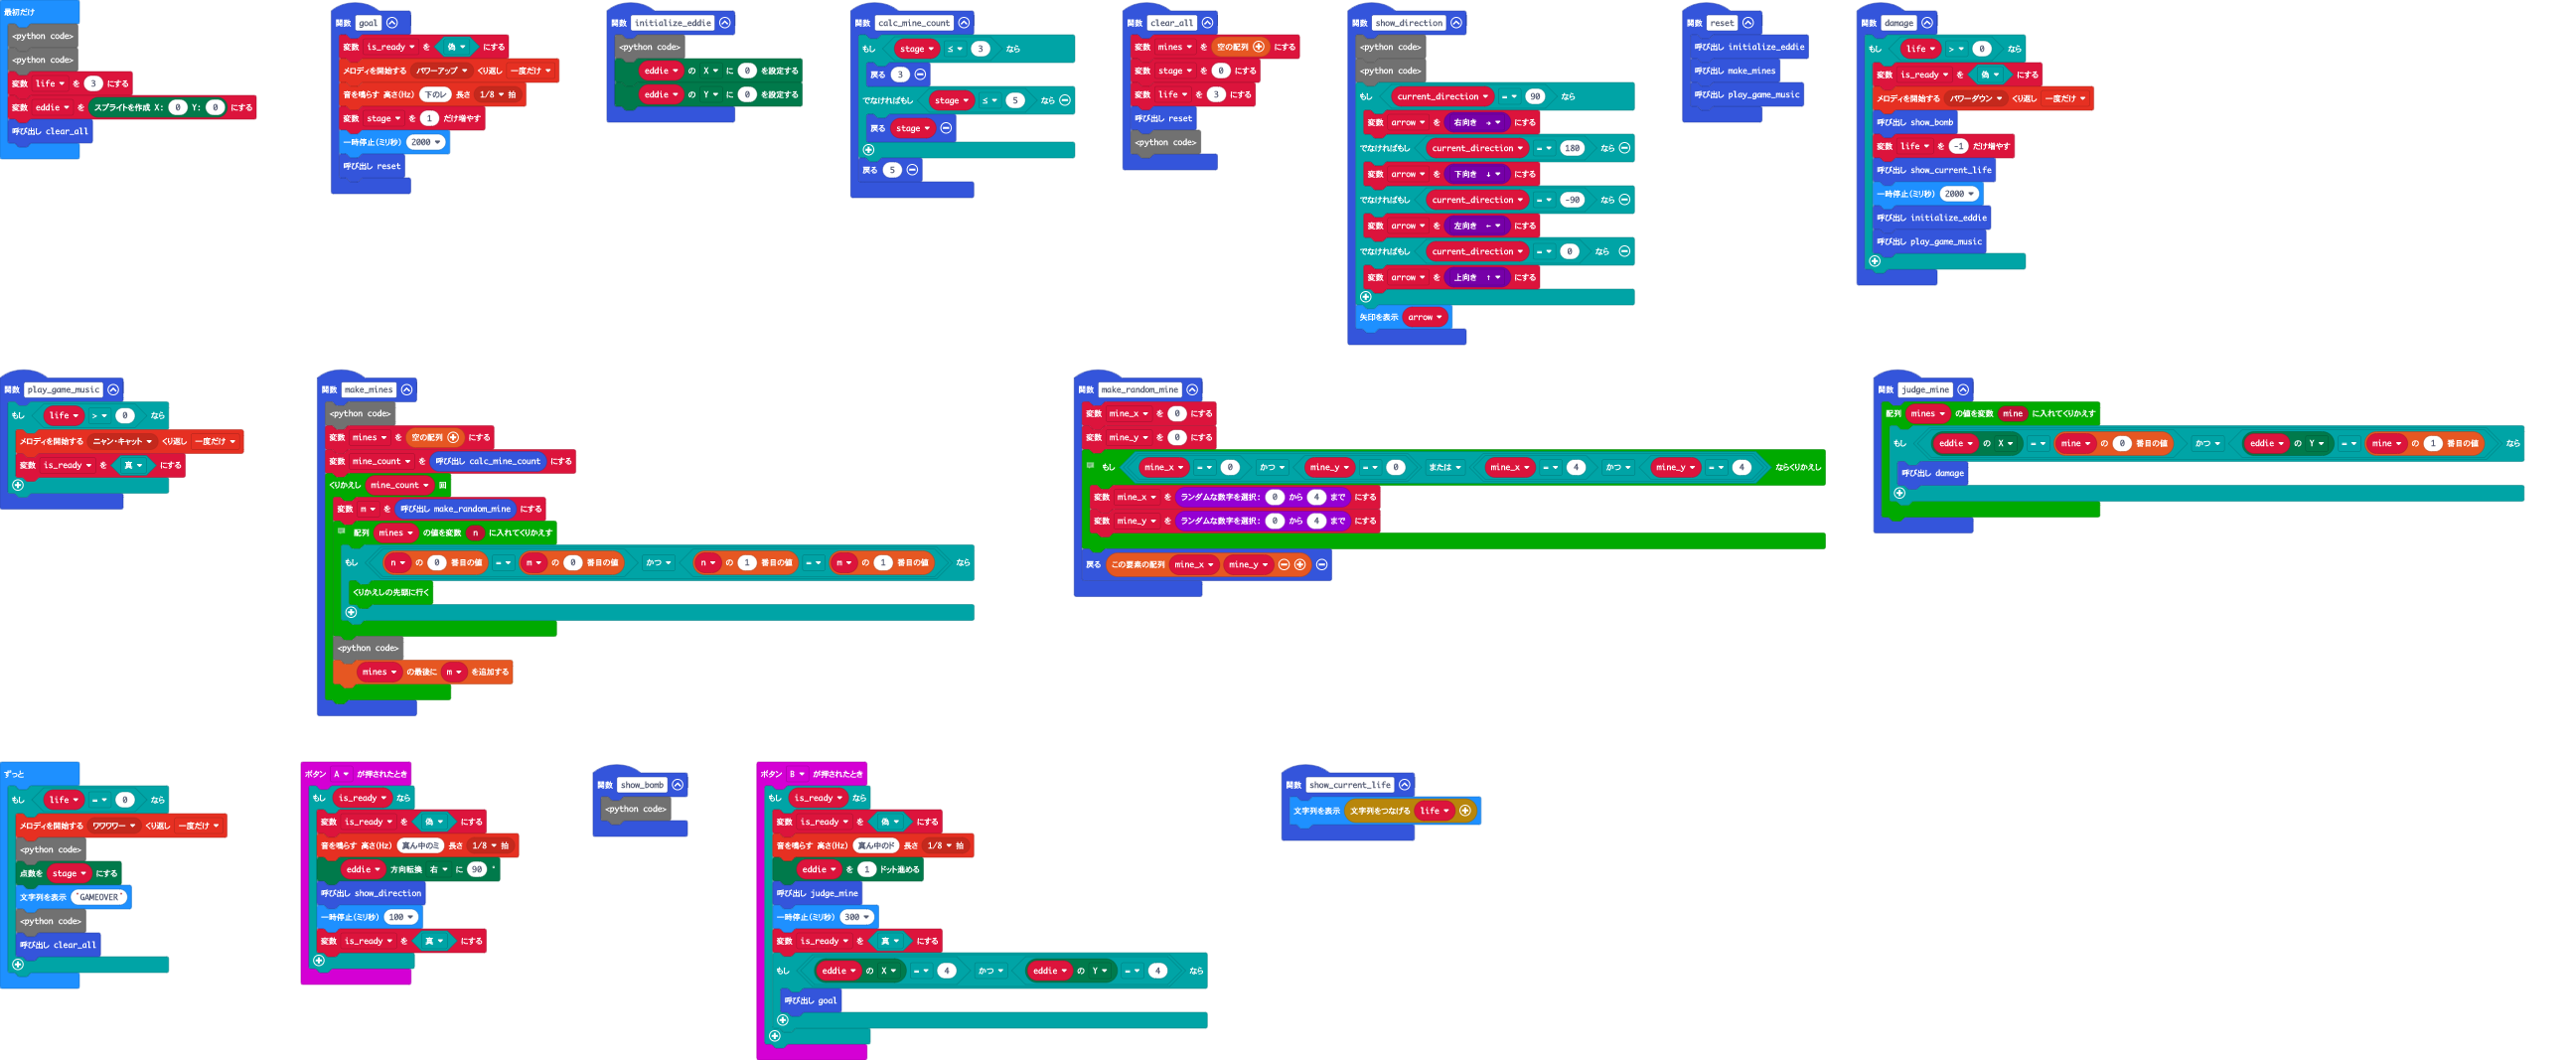 最初だけ
<python code>
<python code>
変数 life を 3 にする
変数 eddie を スプライトを作成 X: 0 Y: 0 にする
呼び出し clear_all
関数 goal
変数 is_ready を 偽 にする
メロディを開始する パワーアップ くり返し 一度だけ
音を鳴らす 高さ(Hz) 下のレ 長さ 1/8 拍
変数 stage を 1 だけ増やす
一時停止(ミリ秒) 2000
呼び出し reset
関数 initialize_eddie
<python code>
eddie の X に 0 を設定する
eddie の Y に 0 を設定する
関数 calc_mine_count
もし stage ≤ 3 なら
戻る 3
でなければもし stage ≤ 5 なら
戻る stage
戻る 5
関数 clear_all
変数 mines を 空の配列 にする
変数 stage を 0 にする
変数 life を 3 にする
呼び出し reset
<python code>
関数 show_direction
<python code>
<python code>
もし current_direction = 90 なら
変数 arrow を 右向き → にする
でなければもし current_direction = 180 なら
変数 arrow を 下向き ↓ にする
でなければもし current_direction = -90 なら
変数 arrow を 左向き ← にする
でなければもし current_direction = 0 なら
変数 arrow を 上向き ↑ にする
矢印を表示 arrow
関数 reset
呼び出し initialize_eddie
呼び出し make_mines
呼び出し play_game_music
関数 damage
もし life > 0 なら
変数 is_ready を 偽 にする
メロディを開始する パワーダウン くり返し 一度だけ
呼び出し show_bomb
変数 life を -1 だけ増やす
呼び出し show_current_life
一時停止(ミリ秒) 2000
呼び出し initialize_eddie
呼び出し play_game_music
関数 play_game_music
もし life > 0 なら
メロディを開始する ニャン・キャット くり返し 一度だけ
変数 is_ready を 真 にする
関数 make_mines
<python code>
変数 mines を 空の配列 にする
変数 mine_count を 呼び出し calc_mine_count にする
くりかえし mine_count 回
変数 m を 呼び出し make_random_mine にする
配列 mines の値を変数 n に入れてくりかえす
もし n の 0 番目の値 = m の 0 番目の値 かつ n の 1 番目の値 = m の 1 番目の値 なら
くりかえしの先頭に行く
<python code>
mines の最後に m を追加する
関数 make_random_mine
変数 mine_x を 0 にする
変数 mine_y を 0 にする
もし mine_x = 0 かつ mine_y = 0 または mine_x = 4 かつ mine_y = 4 ならくりかえし
変数 mine_x を ランダムな数字を選択: 0 から 4 まで にする
変数 mine_y を ランダムな数字を選択: 0 から 4 まで にする
戻る この要素の配列 mine_x mine_y
関数 judge_mine
配列 mines の値を変数 mine に入れてくりかえす
もし eddie の X = mine の 0 番目の値 かつ eddie の Y = mine の 1 番目の値 なら
呼び出し damage
ずっと
もし life = 0 なら
メロディを開始する ワワワワー くり返し 一度だけ
<python code>
点数を stage にする
文字列を表示 "GAMEOVER"
<python code>
呼び出し clear_all
ボタン A が押されたとき
もし is_ready なら
変数 is_ready を 偽 にする
音を鳴らす 高さ(Hz) 真ん中のミ 長さ 1/8 拍
eddie 方向転換 右 に 90 °
呼び出し show_direction
一時停止(ミリ秒) 100
変数 is_ready を 真 にする
関数 show_bomb
<python code>
ボタン B が押されたとき
もし is_ready なら
変数 is_ready を 偽 にする
音を鳴らす 高さ(Hz) 真ん中のド 長さ 1/8 拍
eddie を 1 ドット進める
呼び出し judge_mine
一時停止(ミリ秒) 300
変数 is_ready を 真 にする
もし eddie の X = 4 かつ eddie の Y = 4 なら
呼び出し goal
関数 show_current_life
文字列を表示 文字列をつなげる life